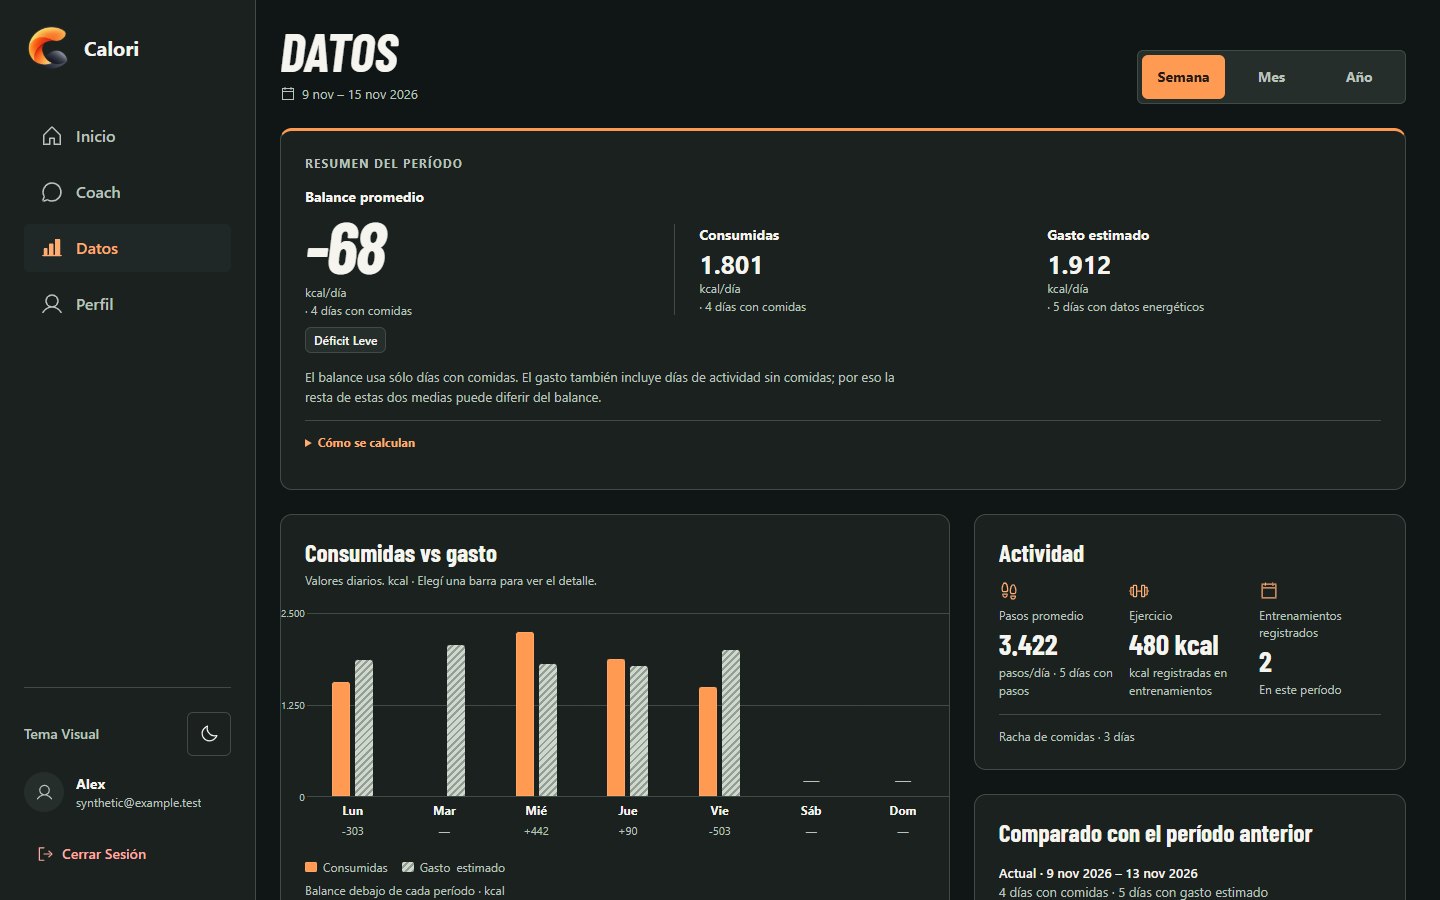 Calori
Inicio
Coach
Datos
Perfil
Tema Visual
Alex
synthetic@example.test
Cerrar Sesión
DATOS
9 nov – 15 nov 2026
Semana Mes Año
RESUMEN DEL PERÍODO
Balance promedio
-68
kcal/día
· 4 días con comidas
Déficit Leve
Consumidas
1.801
kcal/día
· 4 días con comidas
Gasto estimado
1.912
kcal/día
· 5 días con datos energéticos
El balance usa sólo días con comidas. El gasto también incluye días de actividad sin comidas; por eso la
resta de estas dos medias puede diferir del balance.
Cómo se calculan
Consumidas vs gasto
Valores diarios. kcal · Elegí una barra para ver el detalle.
2.500
1.250
0
Lun Mar Mié Jue Vie Sáb Dom
-303 — +442 +90 -503 — —
Consumidas Gasto estimado
Balance debajo de cada período · kcal
Actividad
Pasos promedio
3.422
pasos/día · 5 días con
pasos
Ejercicio
480 kcal
kcal registradas en
entrenamientos
Entrenamientos
registrados
2
En este período
Racha de comidas · 3 días
Comparado con el período anterior
Actual · 9 nov 2026 – 13 nov 2026
4 días con comidas · 5 días con gasto estimado